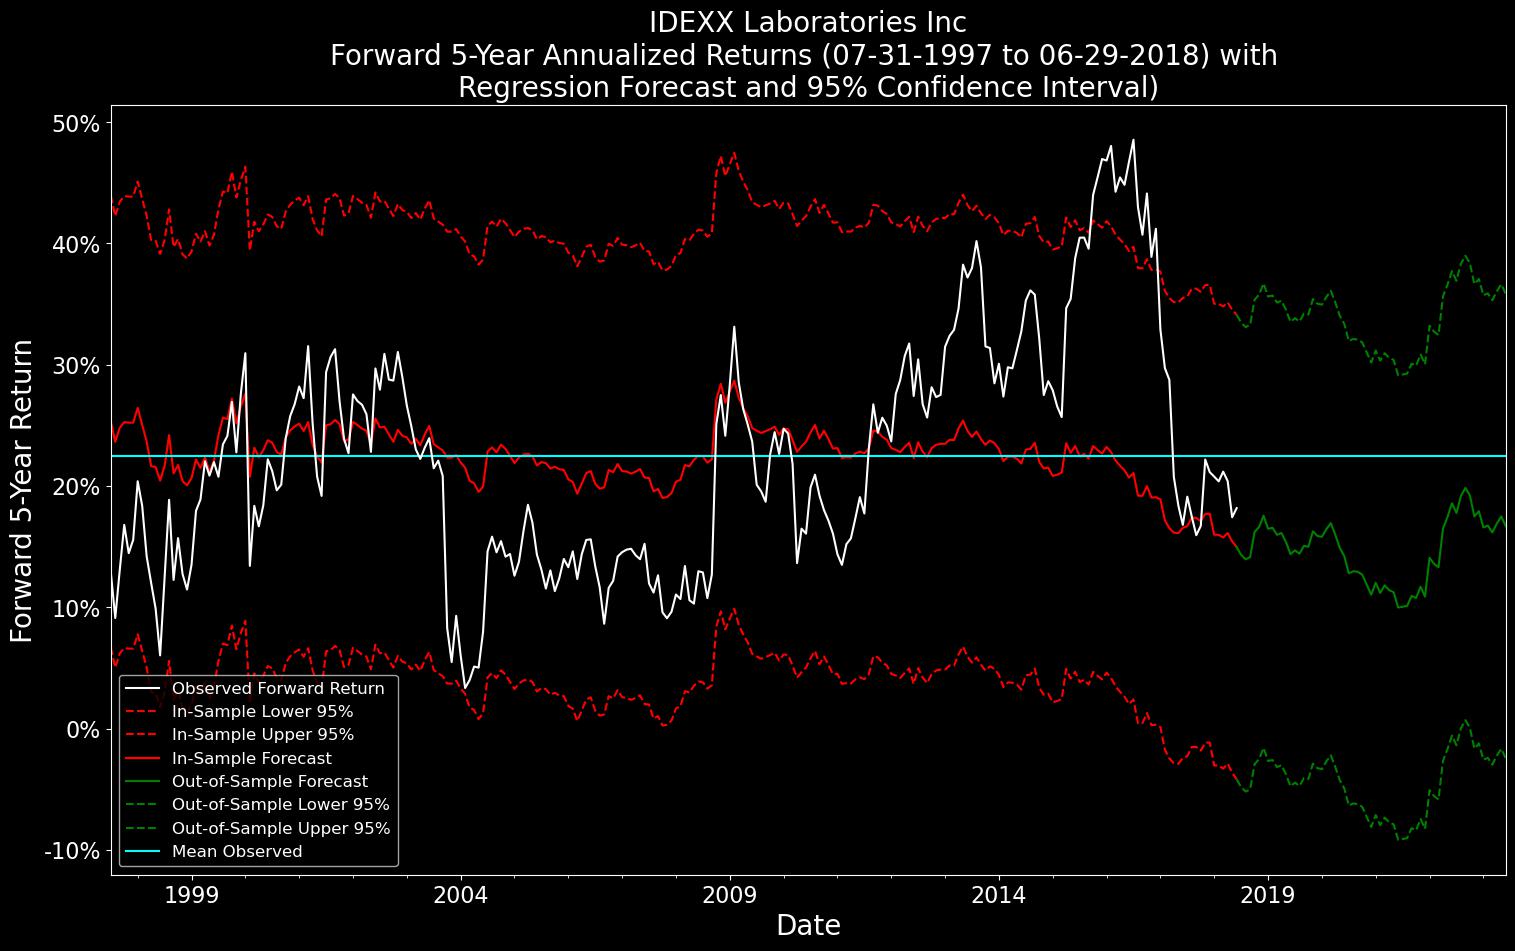 IDEXX Laboratories Inc
Forward 5-Year Annualized Returns (07-31-1997 to 06-29-2018) with
Regression Forecast and 95% Confidence Interval)
50%
40%
30%
20%
10%
0%
-10%
Forward 5-Year Return
Observed Forward Return
In-Sample Lower 95%
In-Sample Upper 95%
In-Sample Forecast
Out-of-Sample Forecast
Out-of-Sample Lower 95%
Out-of-Sample Upper 95%
Mean Observed
1999
2004
2009
2014
2019
Date